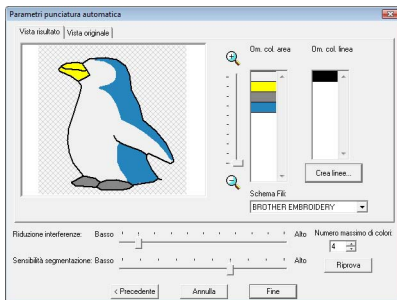 Parametri punciatura automatica
Vista risultato Vista originale
Om. col. area
Om. col. linea
Crea linee...
Schema Fili:
BROTHER EMBROIDERY
Riduzione interferenze: Basso Alto
Numero massimo di colori:
4
Sensibilità segmentazione: Basso Alto
Riprova
< Precedente Annulla Fine